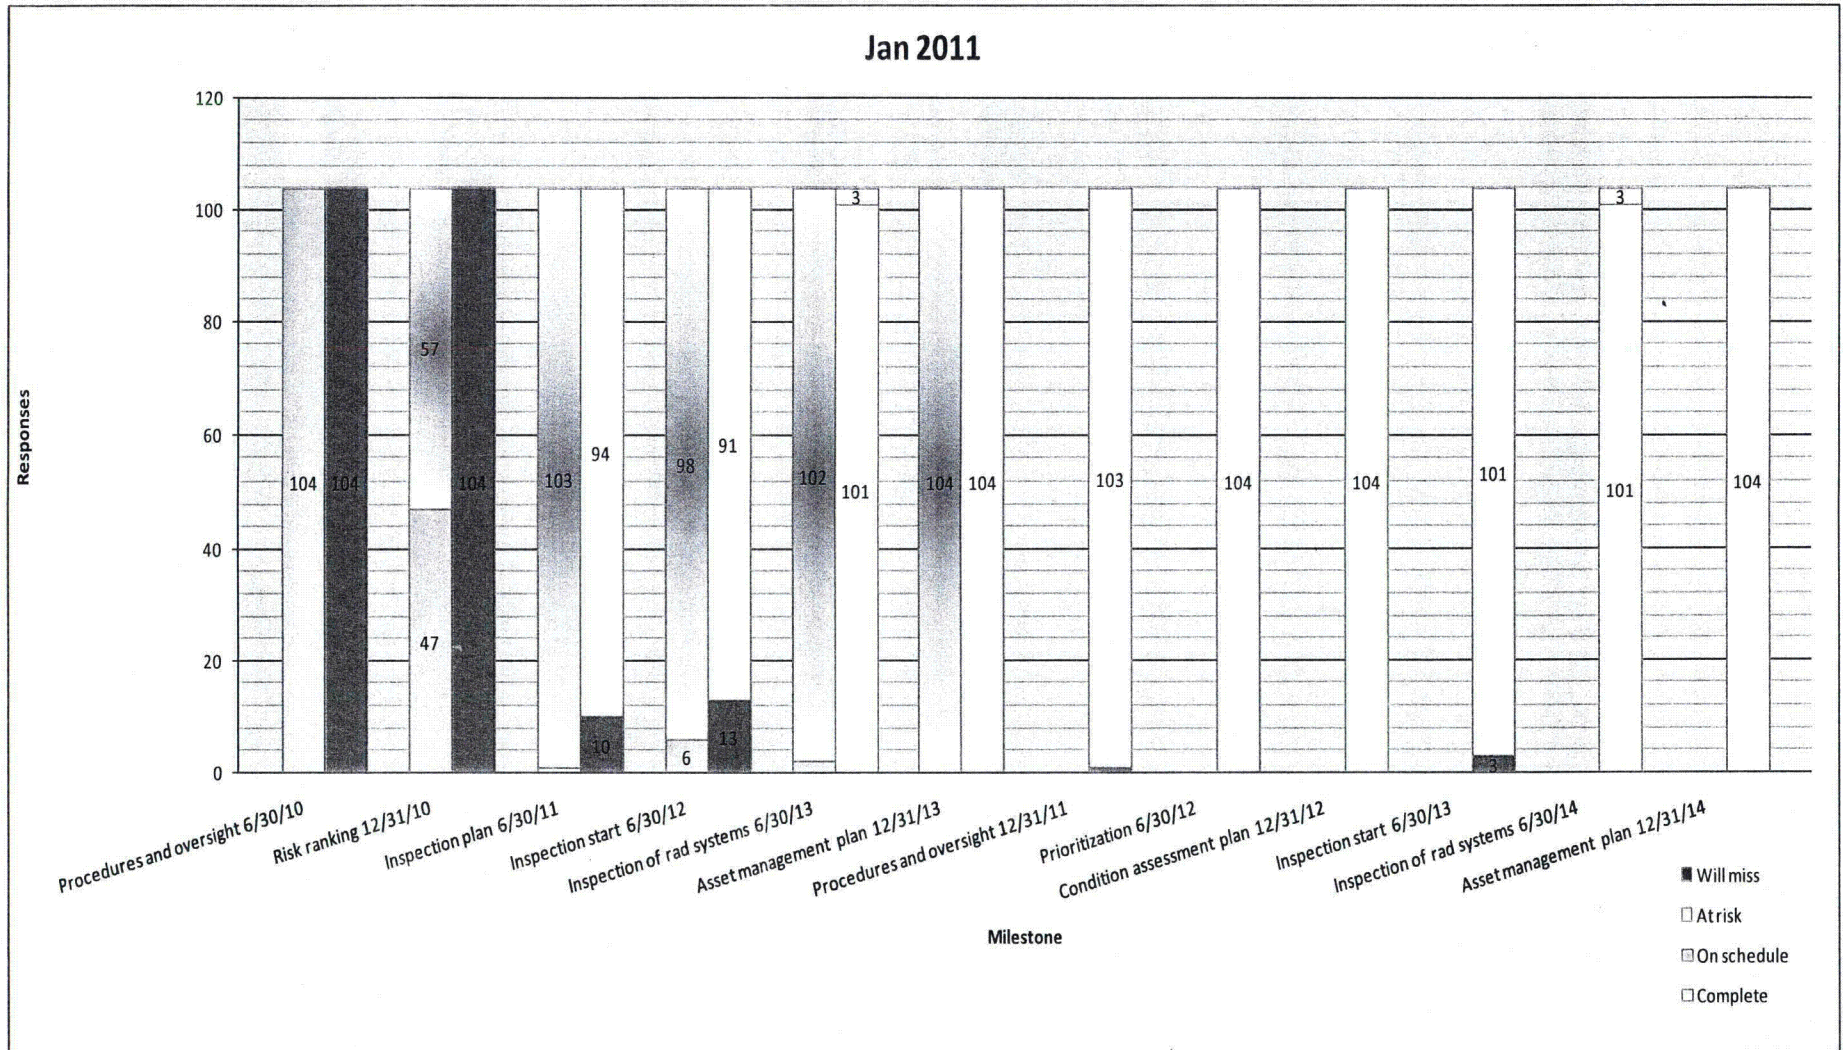 Jan 2011
Responses
120
100
80
60
40
20
0
104
104
57
47
104
103
94
10
98
6
91
13
102
3
101
104
104
103
104
104
101
3
3
101
104
Procedures and oversight 6/30/10
Risk ranking 12/31/10
Inspection plan 6/30/11
Inspection start 6/30/12
Inspection of rad systems 6/30/13
Asset management plan 12/31/13
Procedures and oversight 12/31/11
Prioritization 6/30/12
Condition assessment plan 12/31/12
Inspection start 6/30/13
Inspection of rad systems 6/30/14
Asset management plan 12/31/14
Milestone
Will miss
At risk
On schedule
Complete